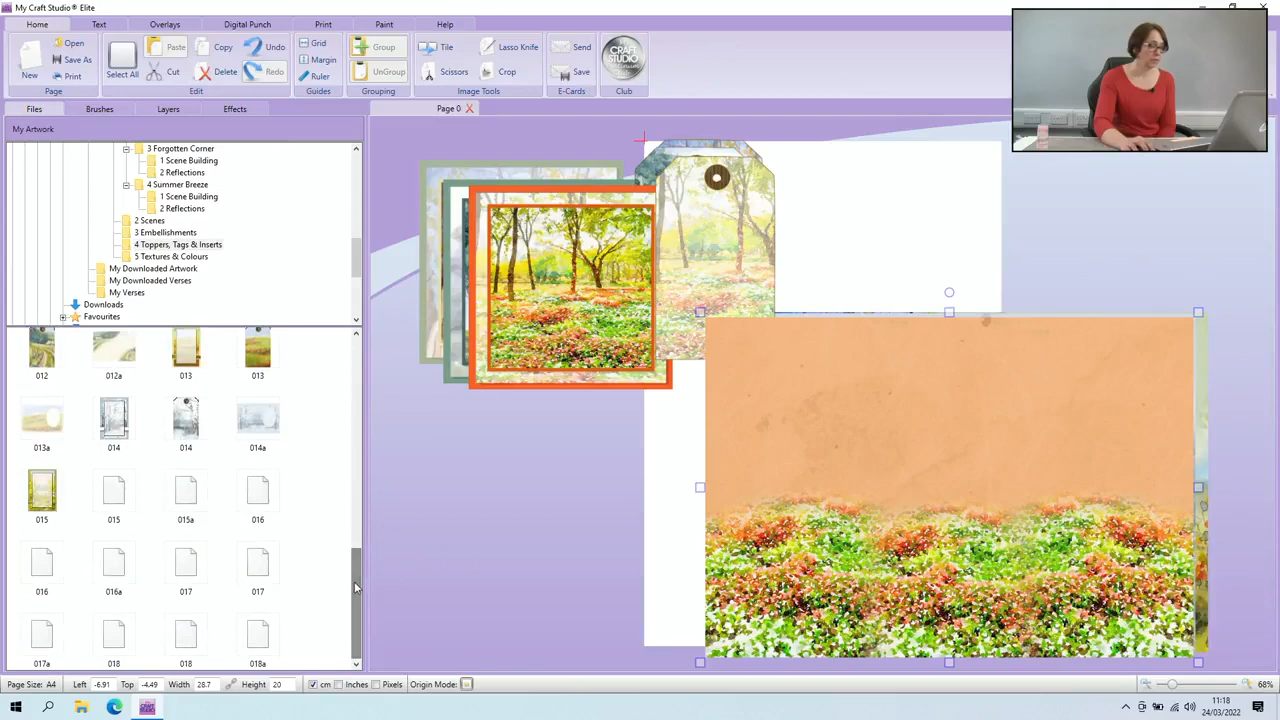 My Craft Studio® Elite
Home Text Overlays Digital Punch Print Paint Help
New Open Save As Print
Page
Select All Paste Copy Undo Cut Delete Redo
Edit
Grid Margin Ruler
Guides
Group UnGroup
Grouping
Tile Lasso Knife Scissors Crop
Image Tools
Send Save
E-Cards
CRAFT STUDIO
Club
Files Brushes Layers Effects
Page 0
My Artwork
3 Forgotten Corner
1 Scene Building
2 Reflections
4 Summer Breeze
1 Scene Building
2 Reflections
2 Scenes
3 Embellishments
4 Toppers, Tags & Inserts
5 Textures & Colours
My Downloaded Artwork
My Downloaded Verses
My Verses
Downloads
Favourites
012 012a 013 013
013a 014 014 014a
015 015 015a 016
016 016a 017 017
017a 018 018 018a
Page Size: A4 Left -6.91 Top -4.49 Width 28.7 Height 20 cm Inches Pixels Origin Mode: 68%
11:18
24/03/2022